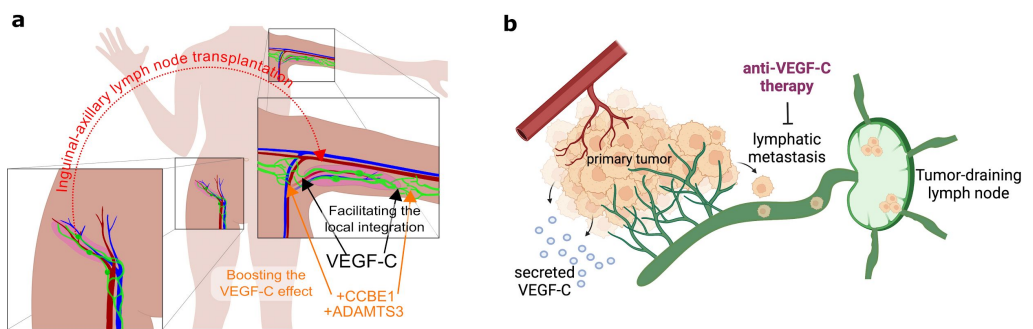 a
Inguinal-axillary lymph node transplantation
Facilitating the
local integration
VEGF-C
Boosting the
VEGF-C effect
+CCBE1
+ADAMTS3
b
anti-VEGF-C
therapy
lymphatic
metastasis
primary tumor
Tumor-draining
lymph node
secreted
VEGF-C